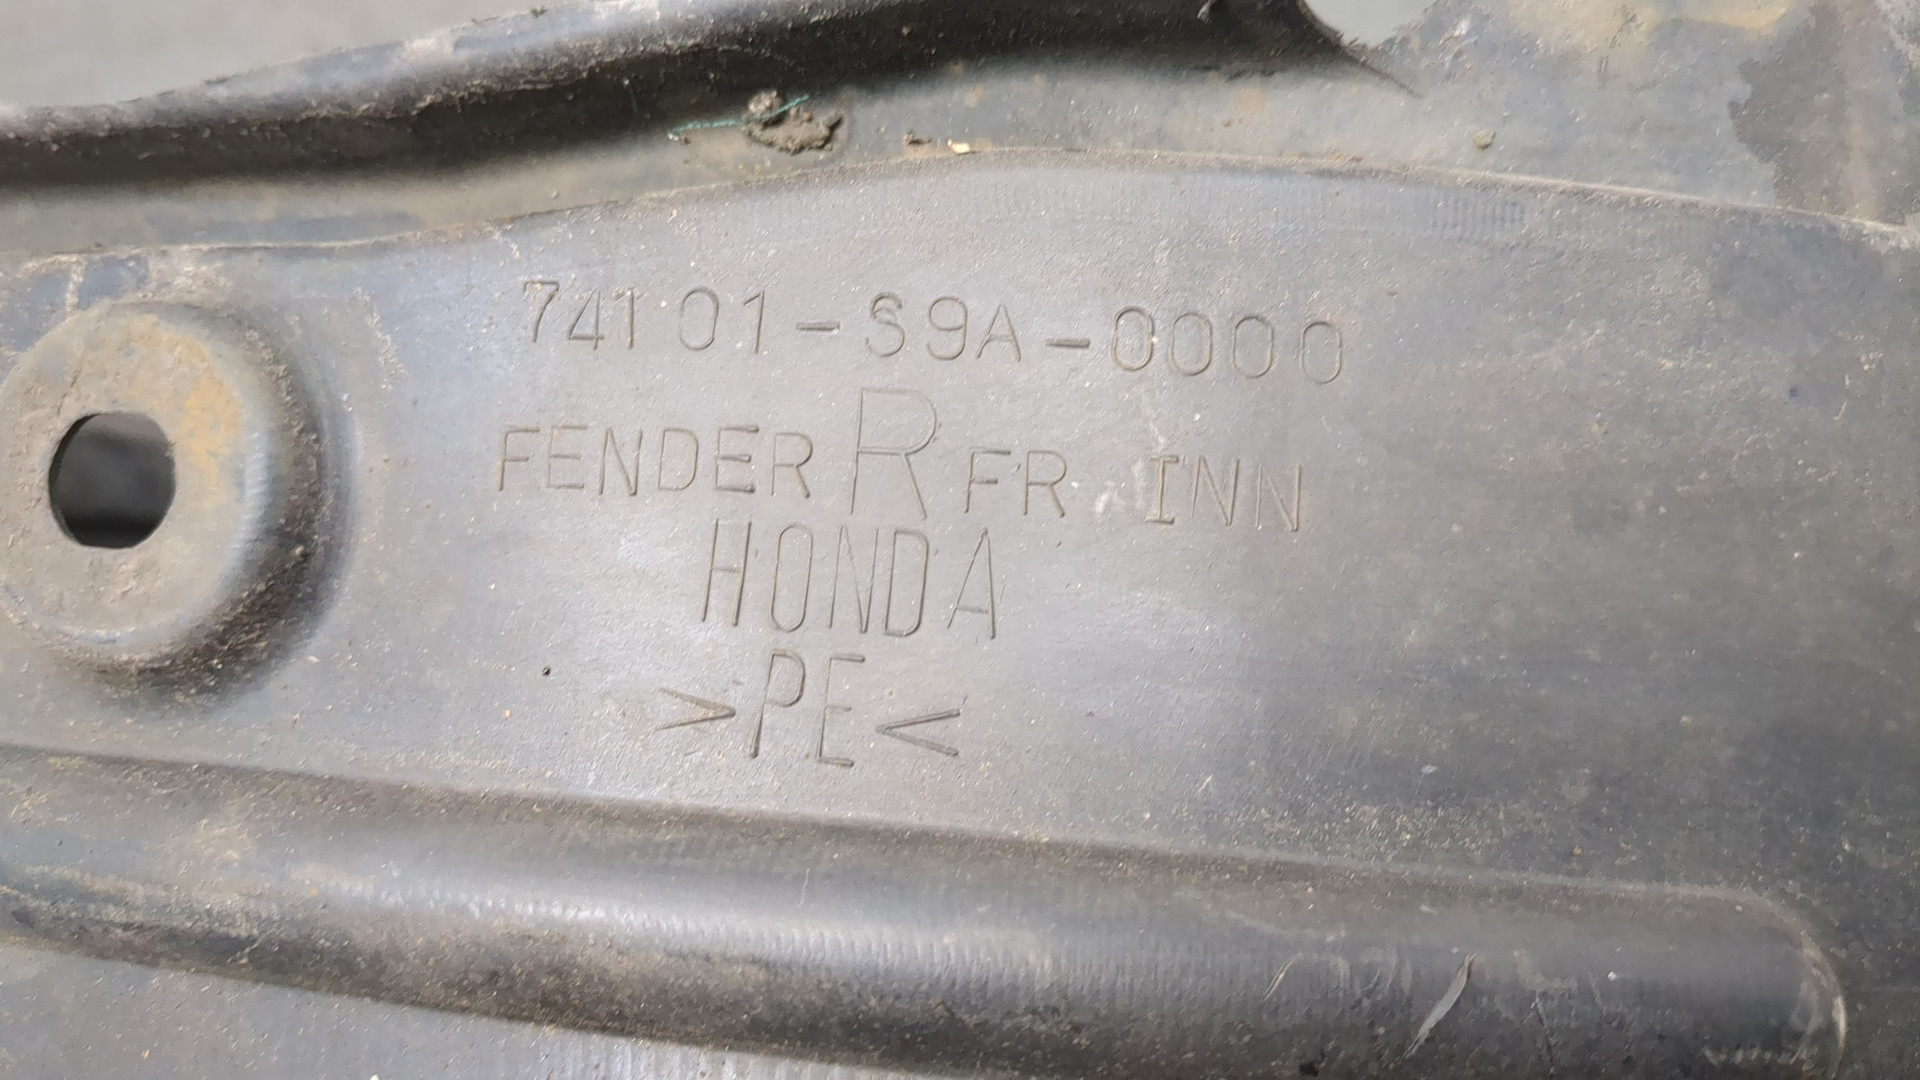 74101-S9A-0000
FENDER R FR INN
HONDA
>PE<